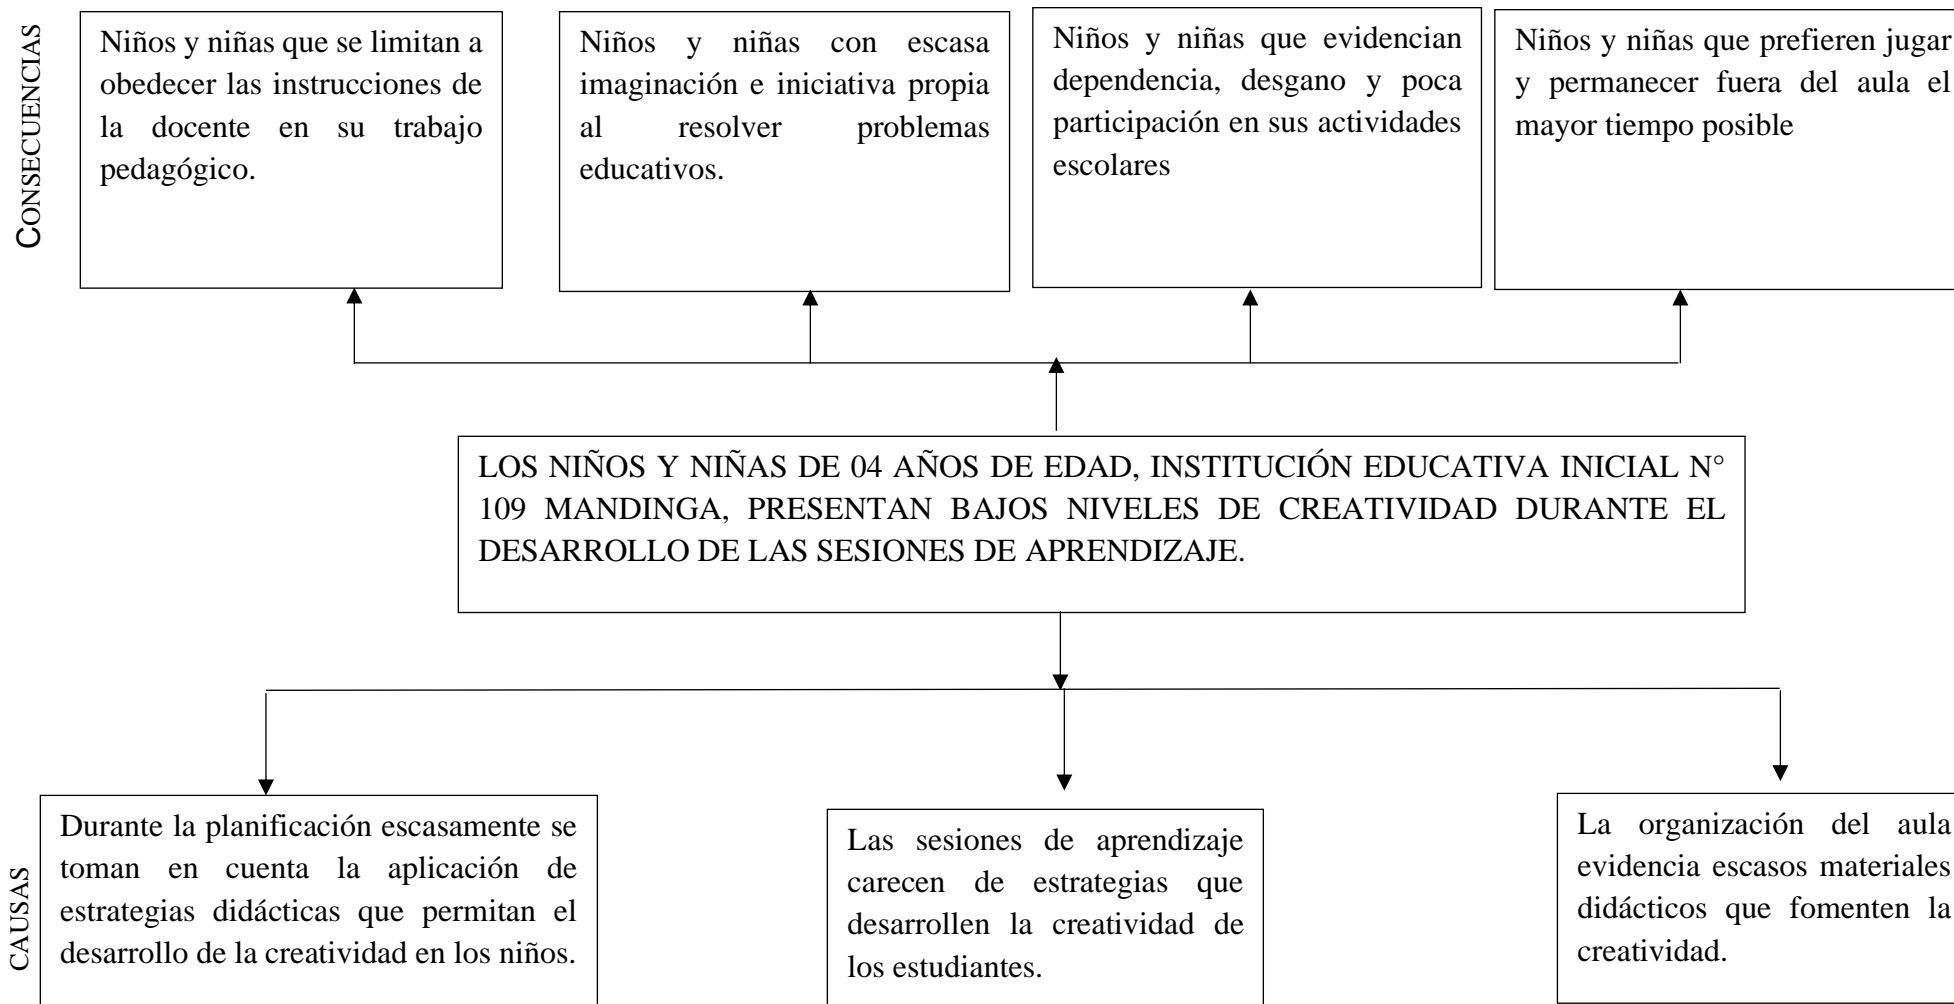 CONSECUENCIAS
Niños y niñas que se limitan a
obedecer las instrucciones de
la docente en su trabajo
pedagógico.
Niños y niñas con escasa
imaginación e iniciativa propia
al resolver problemas
educativos.
Niños y niñas que evidencian
dependencia, desgano y poca
participación en sus actividades
escolares
Niños y niñas que prefieren jugar
y permanecer fuera del aula el
mayor tiempo posible
LOS NIÑOS Y NIÑAS DE 04 AÑOS DE EDAD, INSTITUCIÓN EDUCATIVA INICIAL N°
109 MANDINGA, PRESENTAN BAJOS NIVELES DE CREATIVIDAD DURANTE EL
DESARROLLO DE LAS SESIONES DE APRENDIZAJE.
CAUSAS
Durante la planificación escasamente se
toman en cuenta la aplicación de
estrategias didácticas que permitan el
desarrollo de la creatividad en los niños.
Las sesiones de aprendizaje
carecen de estrategias que
desarrollen la creatividad de
los estudiantes.
La organización del aula
evidencia escasos materiales
didácticos que fomenten la
creatividad.